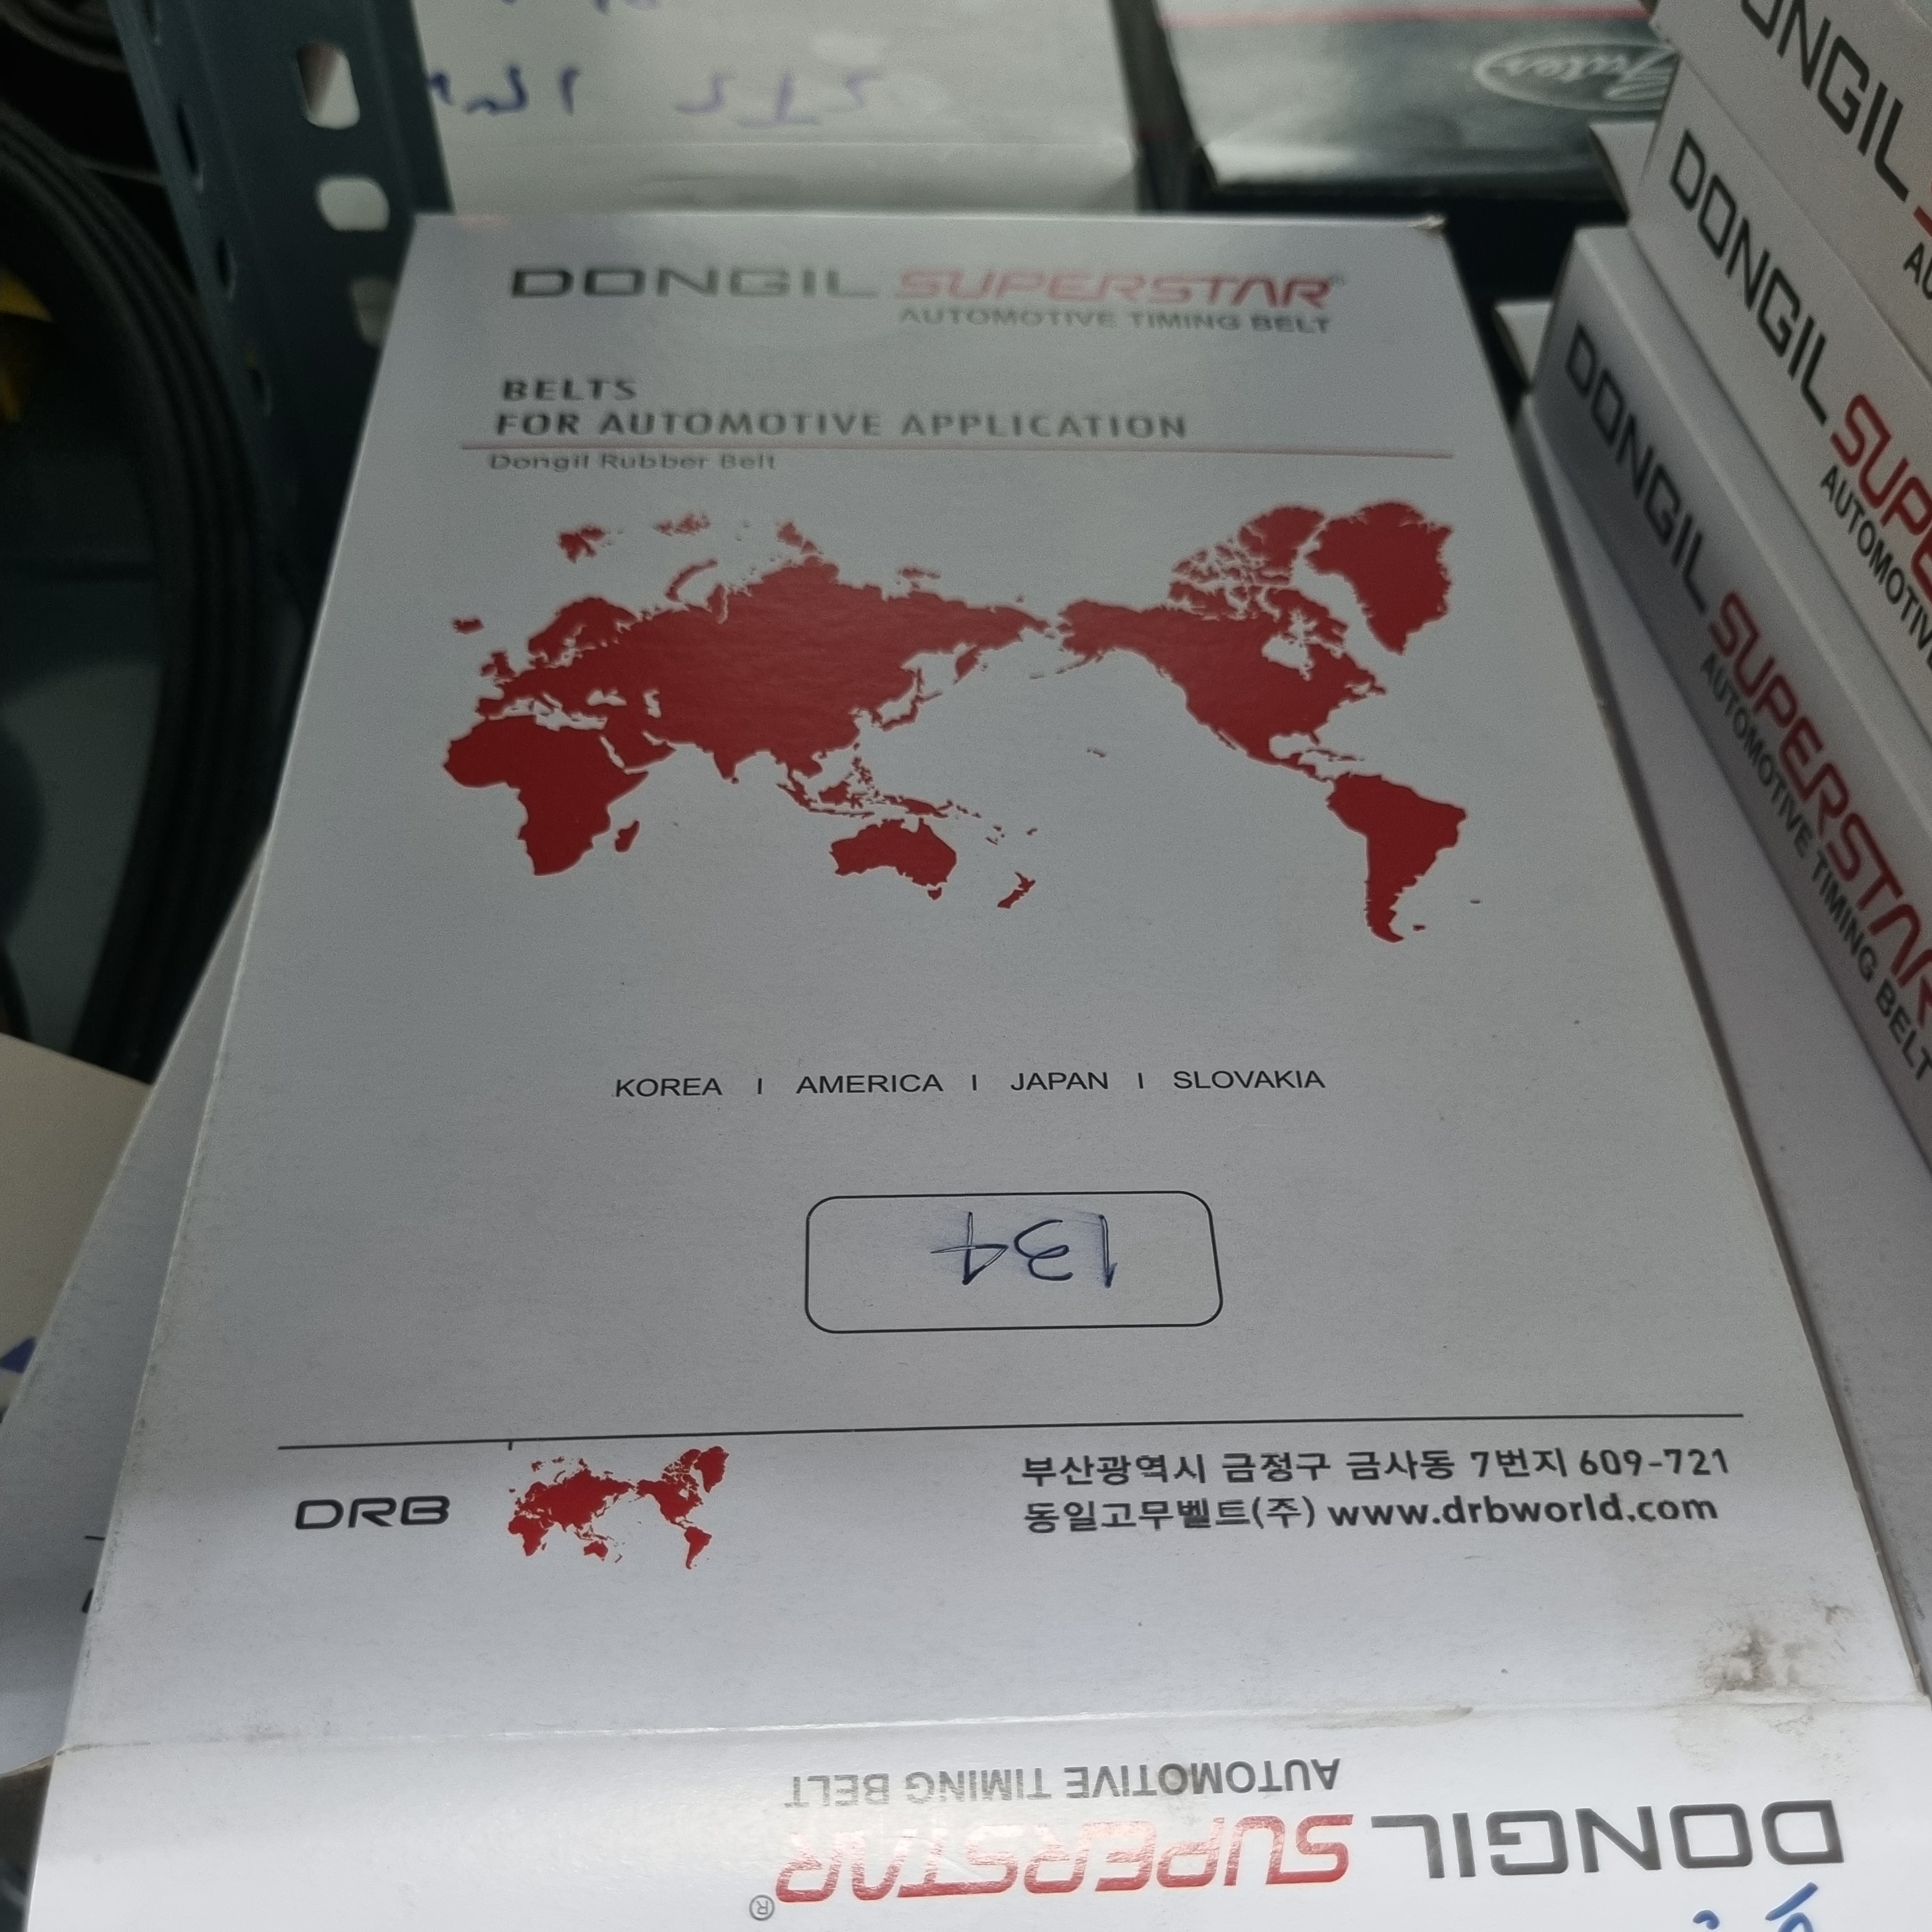 DONGIL SUPERSTAR®
AUTOMOTIVE TIMING BELT
BELTS
FOR AUTOMOTIVE APPLICATION
Dongil Rubber Belt
KOREA I AMERICA I JAPAN I SLOVAKIA
134
DRB
부산광역시 금정구 금사동 7번지 609-721
동일고무벨트(주) www.drbworld.com
DONGIL SUPERSTAR®
AUTOMOTIVE TIMING BELT
DONGIL
DONGIL
AUTOMOTIVE
DONGIL SUPERSTAR
AUTOMOTIVE TIMING BELT